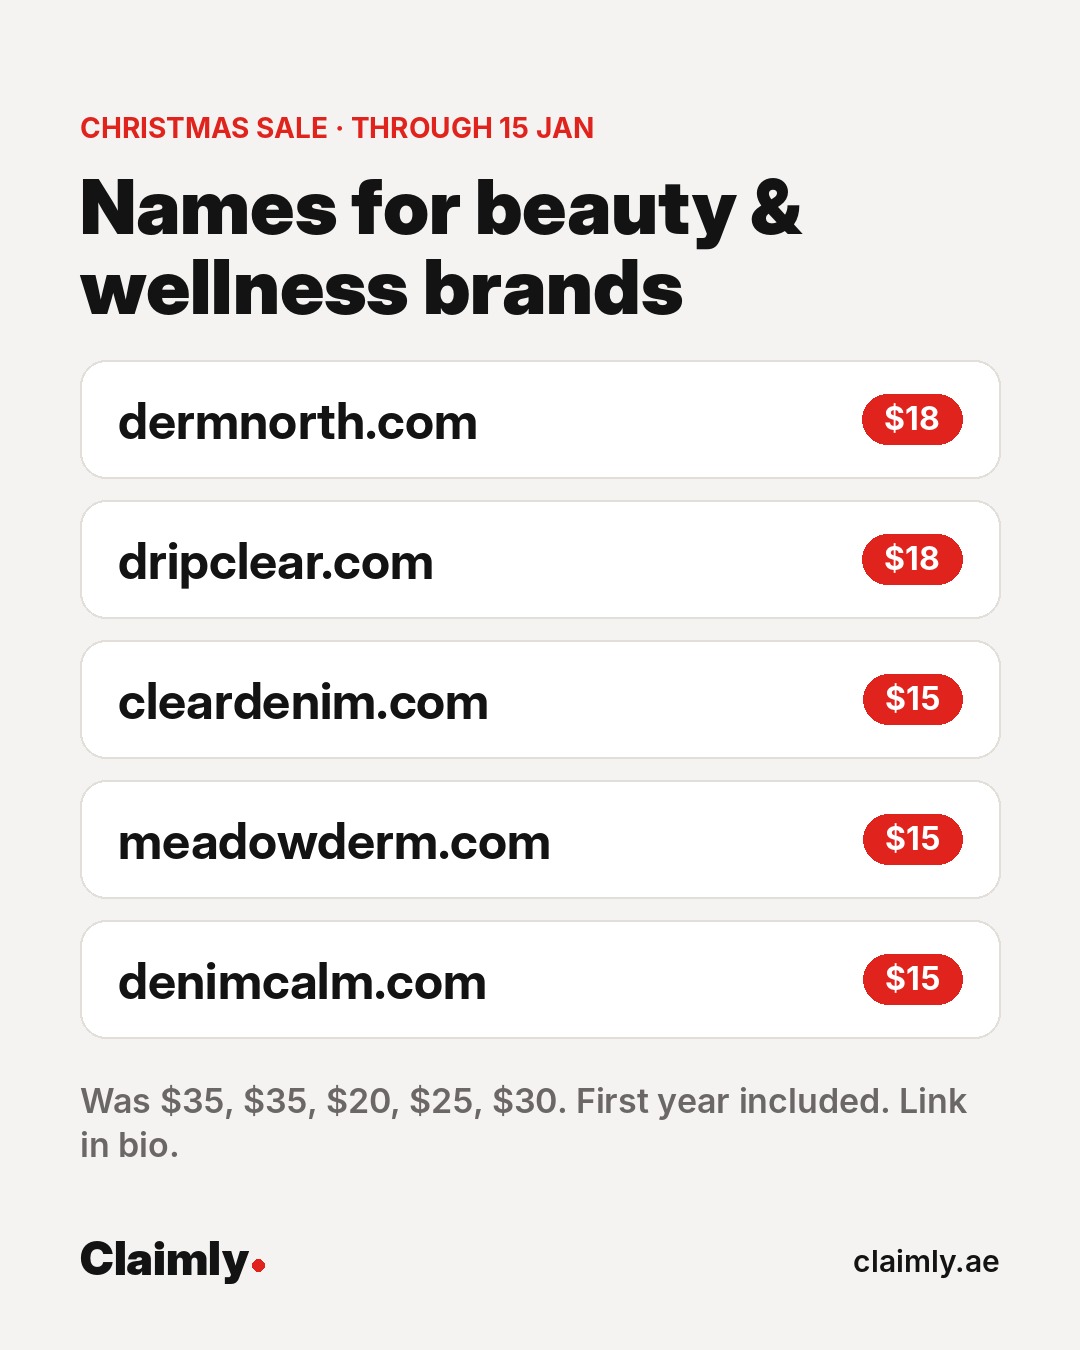 CHRISTMAS SALE · THROUGH 15 JAN
Names for beauty &
wellness brands
dermnorth.com $18
dripclear.com $18
cleardenim.com $15
meadowderm.com $15
denimcalm.com $15
Was $35, $35, $20, $25, $30. First year included. Link
in bio.
Claimly. claimly.ae